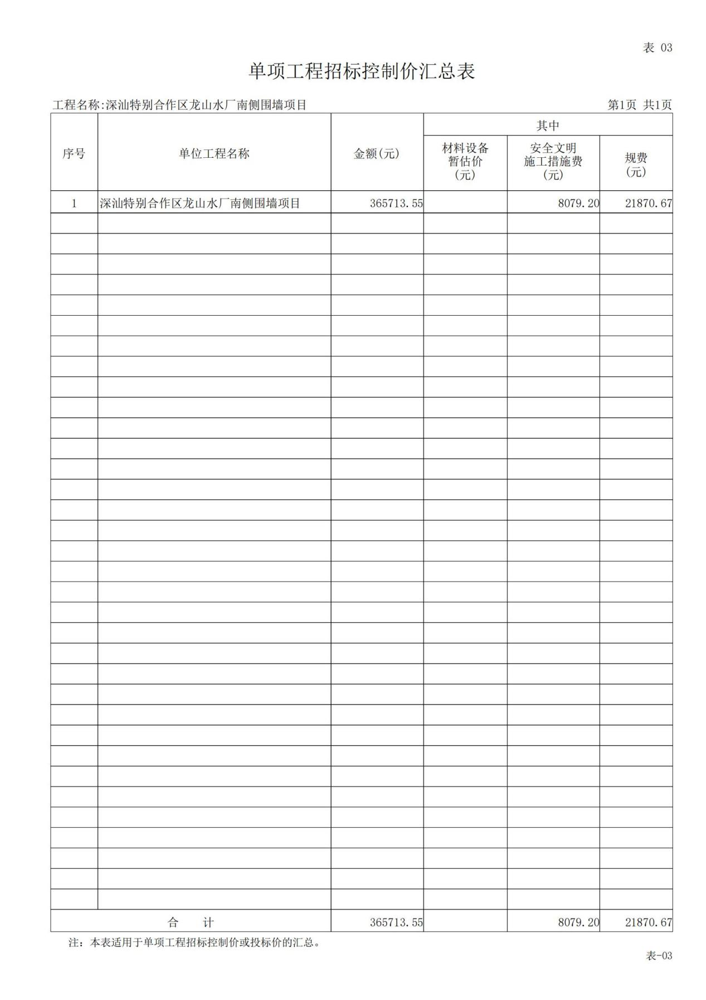 表 03
单项工程招标控制价汇总表
工程名称:深汕特别合作区龙山水厂南侧围墙项目 第1页 共1页
序号 单位工程名称 金额(元) 其中
材料设备
暂估价
(元)
安全文明
施工措施费
(元)
规费
(元)
1 深汕特别合作区龙山水厂南侧围墙项目 365713.55 8079.20 21870.67
合 计 365713.55 8079.20 21870.67
注：本表适用于单项工程招标控制价或投标价的汇总。
表-03